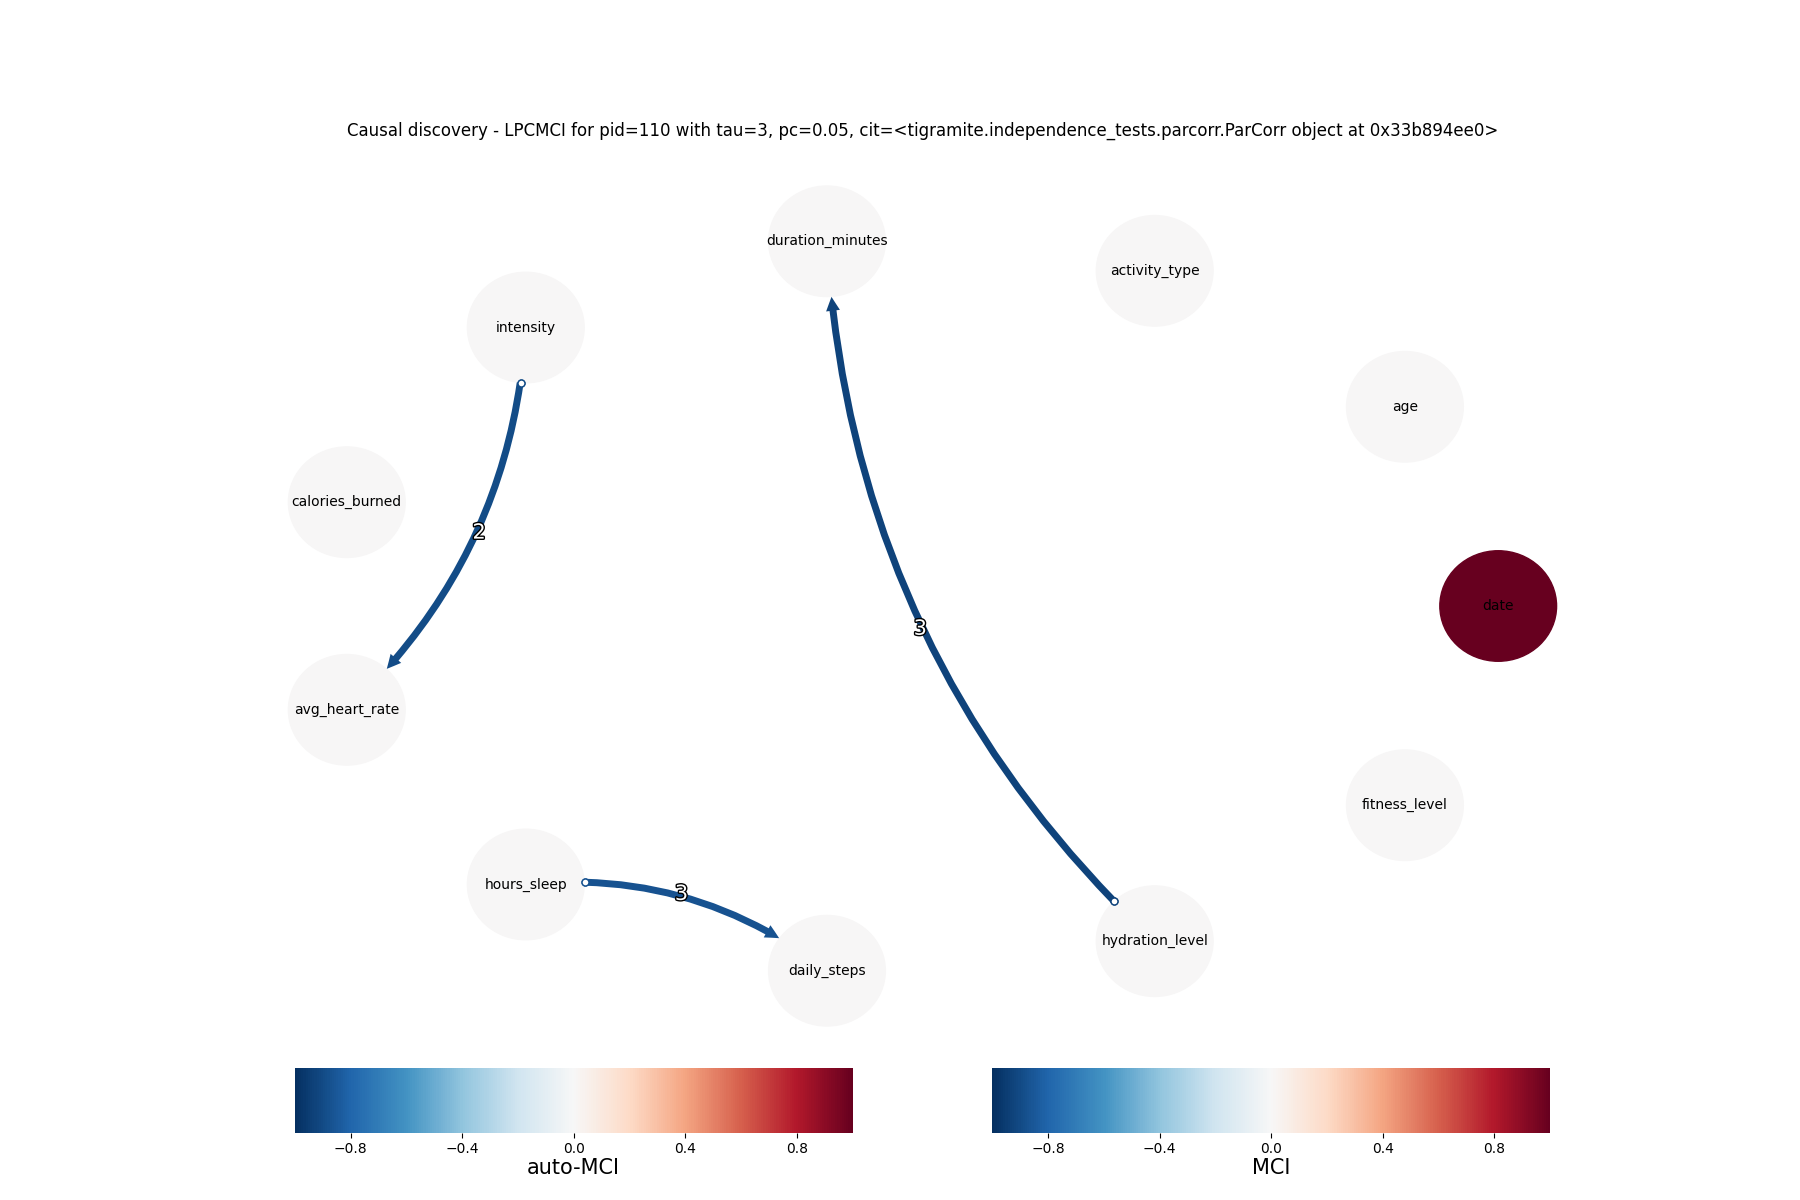 Causal discovery - LPCMCI for pid=110 with tau=3, pc=0.05, cit=<tigramite.independence_tests.parcorr.ParCorr object at 0x33b894ee0>
duration_minutes
activity_type
intensity
age
calories_burned
2
date
3
avg_heart_rate
fitness_level
hours_sleep
3
hydration_level
daily_steps
−0.8 −0.4 0.0 0.4 0.8
auto-MCI
−0.8 −0.4 0.0 0.4 0.8
MCI